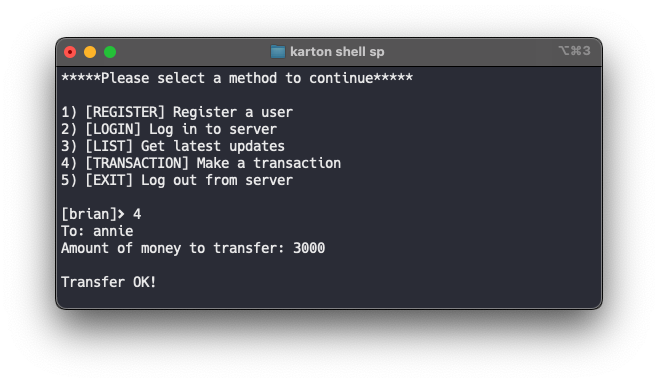 karton shell sp
⌥⌘3
*****Please select a method to continue*****
1) [REGISTER] Register a user
2) [LOGIN] Log in to server
3) [LIST] Get latest updates
4) [TRANSACTION] Make a transaction
5) [EXIT] Log out from server
[brian]> 4
To: annie
Amount of money to transfer: 3000
Transfer OK!